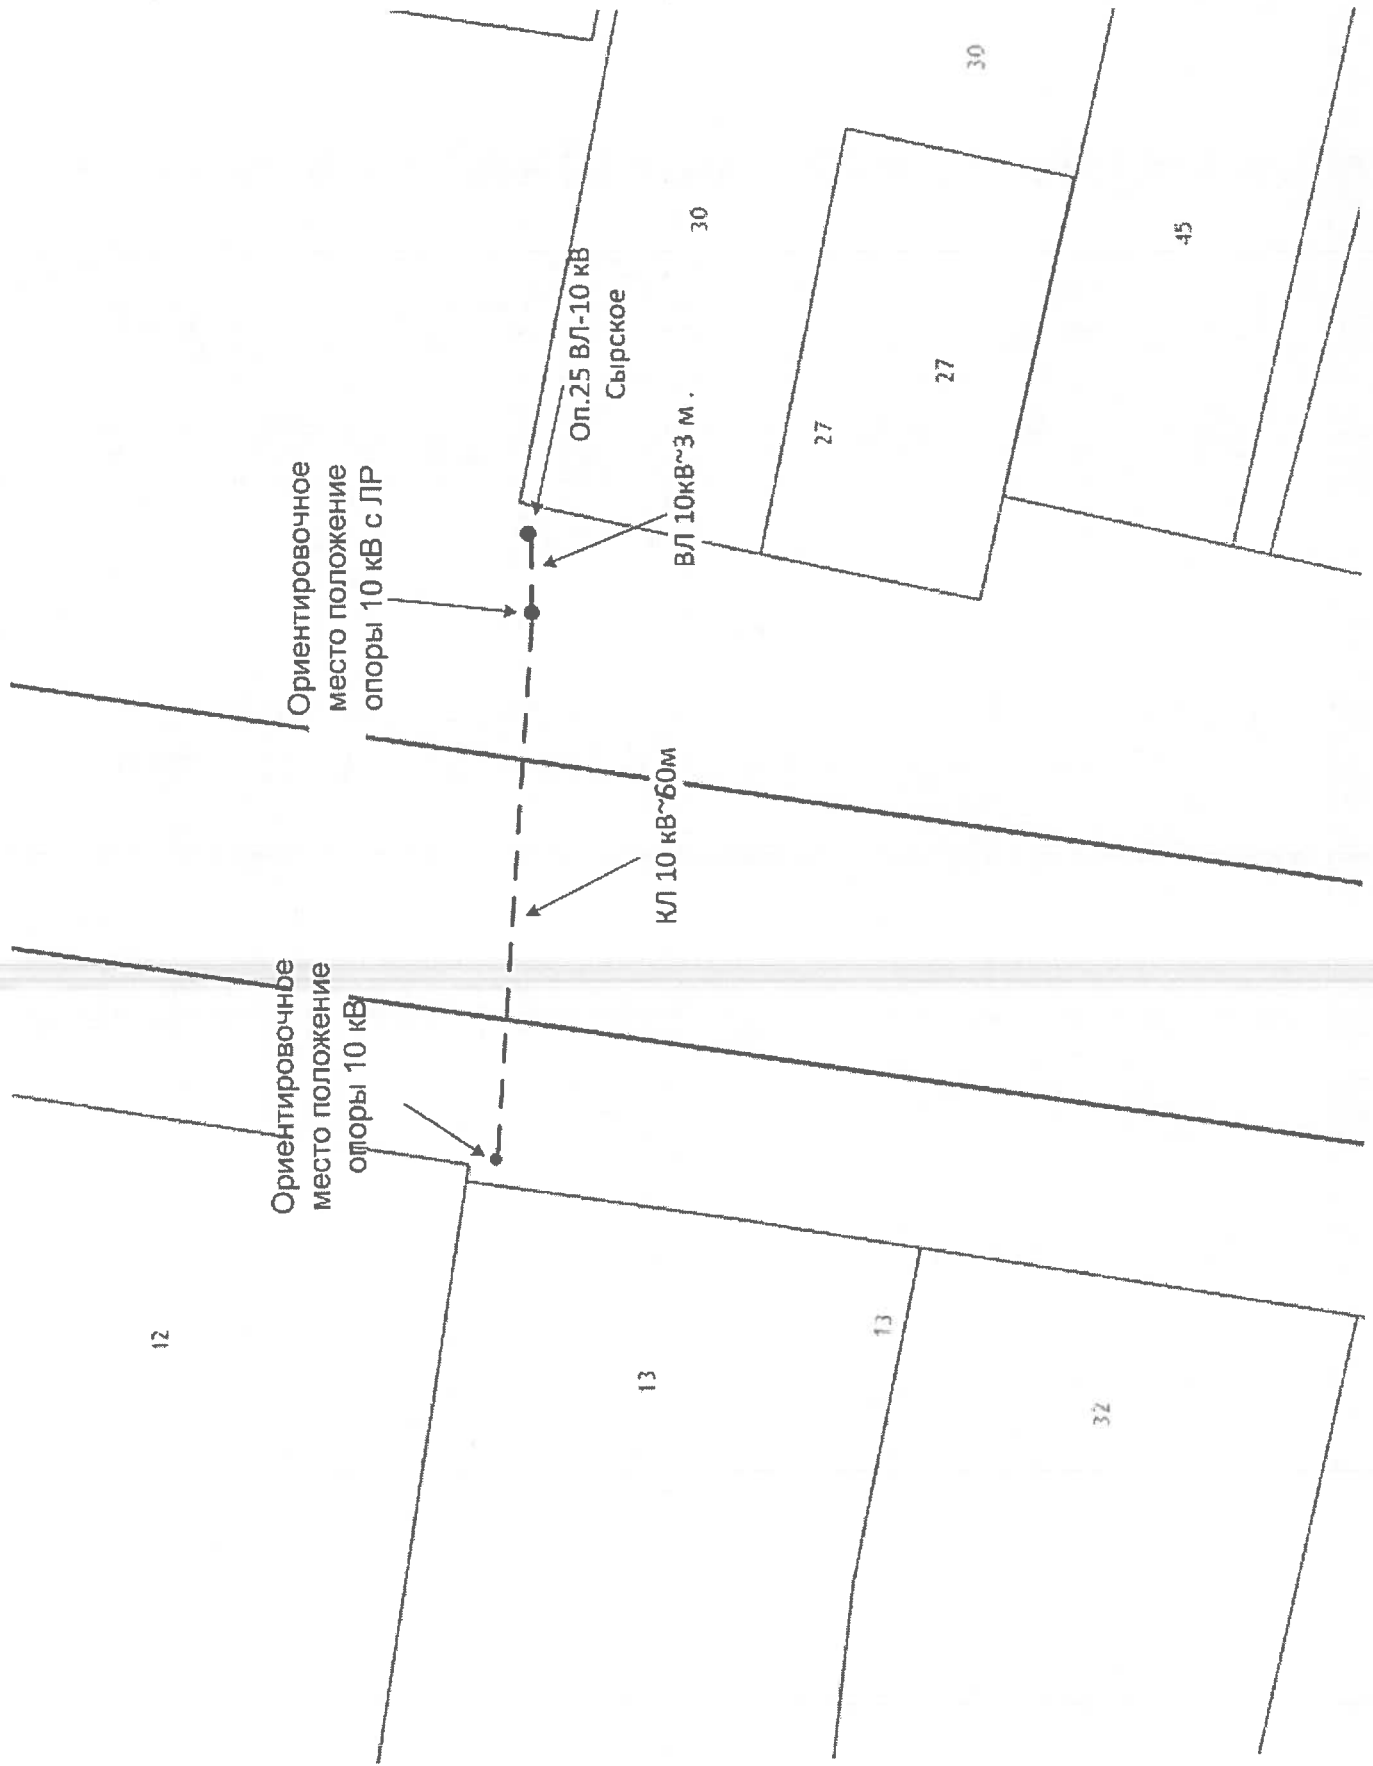 12
Ориентировочное
место положение
опоры 10 кВ
Ориентировочное
место положение
опоры 10 кВ с ЛР
Оп.25 ВЛ-10 кВ
Сырское
ВЛ 10кВ~3 м .
КЛ 10 кВ~60м
13
13
32
30
30
27
27
45